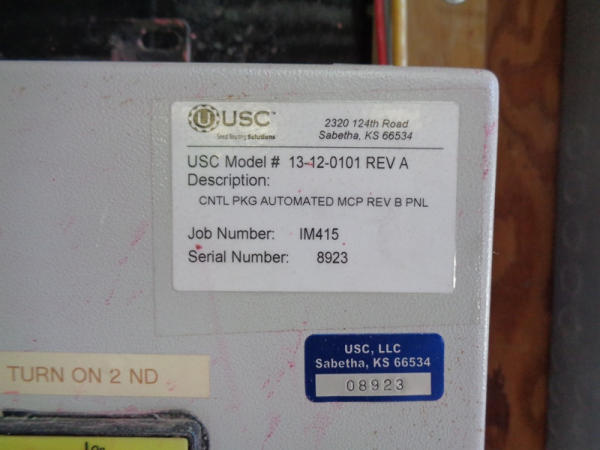 USC
Seed Treating Solutions
2320 124th Road
Sabetha, KS 66534
USC Model # 13-12-0101 REV A
Description:
CNTL PKG AUTOMATED MCP REV B PNL
Job Number: IM415
Serial Number: 8923
USC, LLC
Sabetha, KS 66534
08923
TURN ON 2 ND